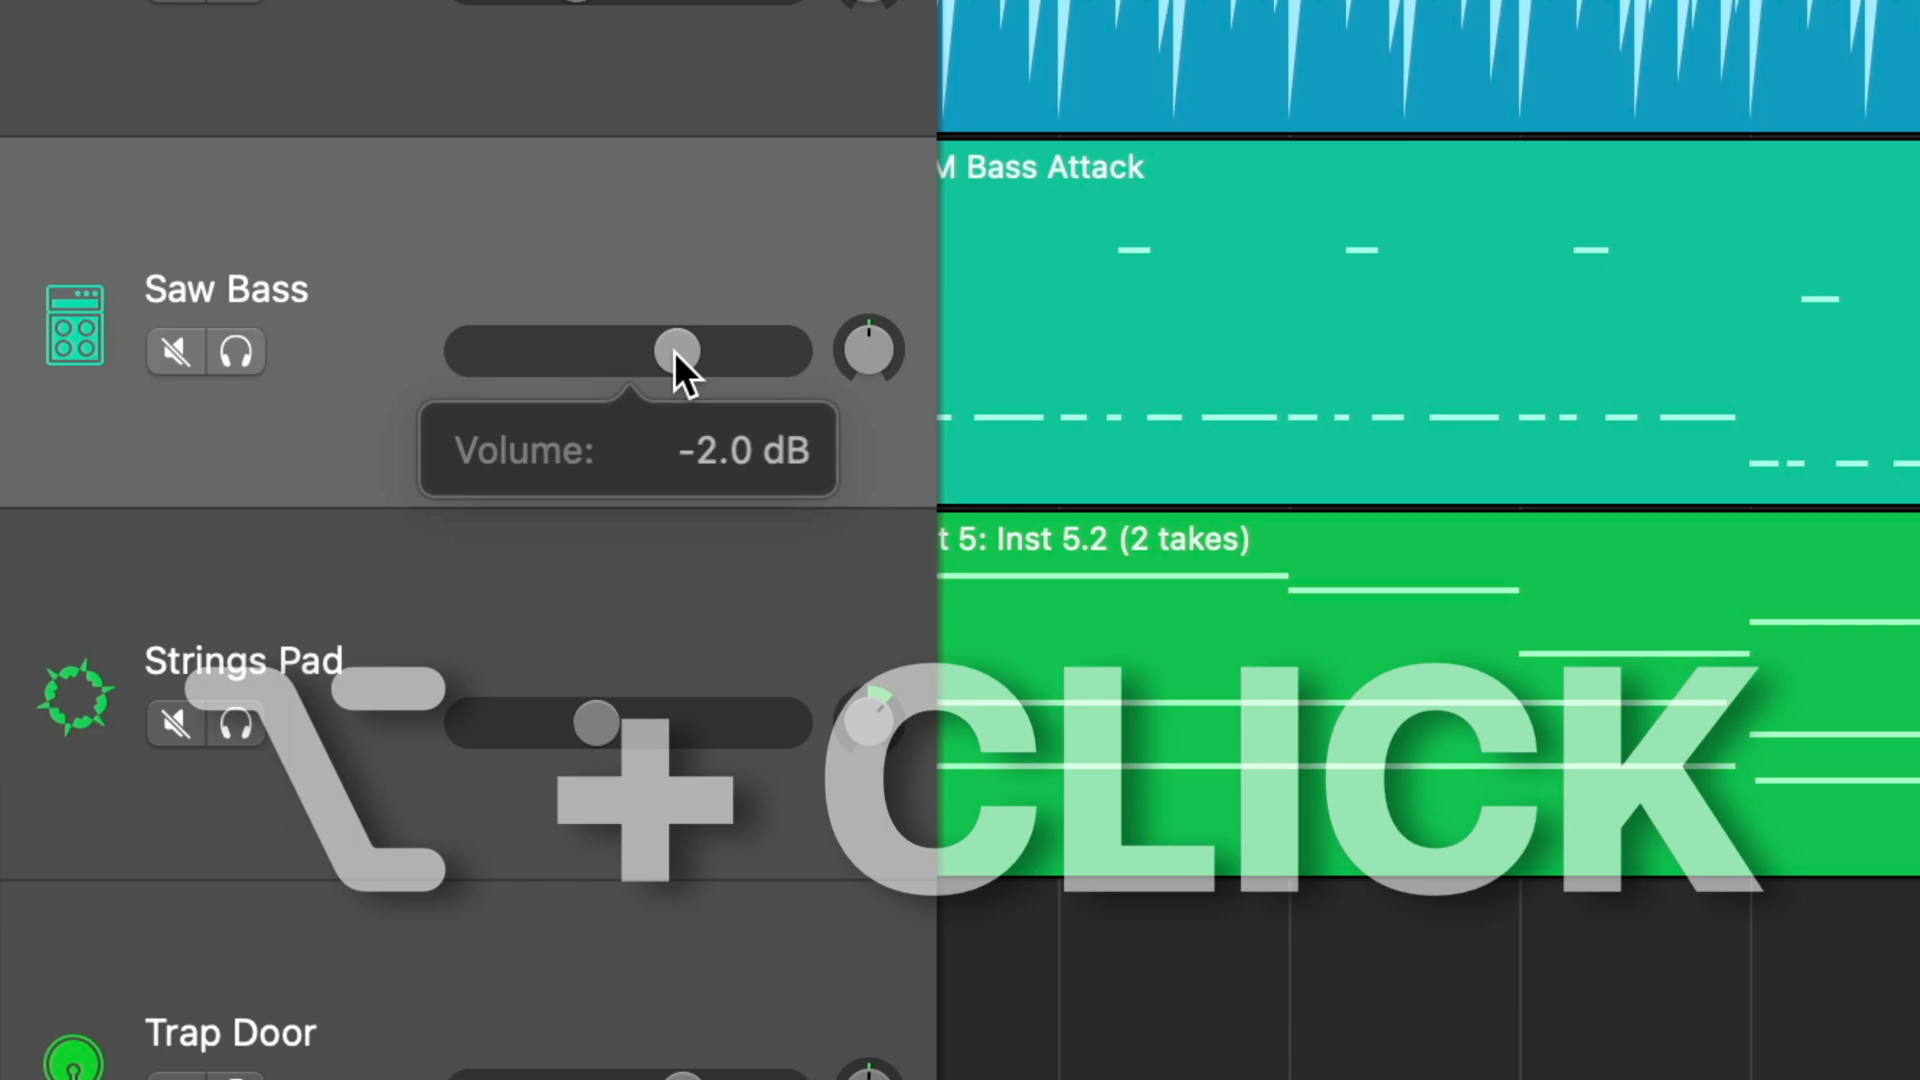 M Bass Attack
Saw Bass
Volume: -2.0 dB
t 5: Inst 5.2 (2 takes)
Strings Pad
⌥ + CLICK
Trap Door